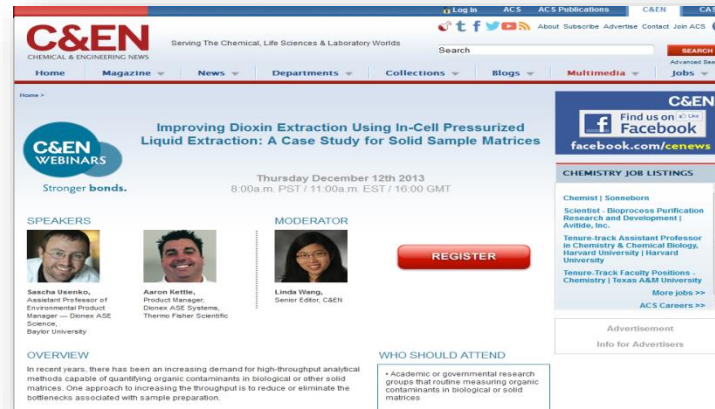 Log In ACS ACS Publications C&EN CAS
C&EN
CHEMICAL & ENGINEERING NEWS
Serving The Chemical, Life Sciences & Laboratory Worlds
About Subscribe Advertise Contact Join ACS
Search
SEARCH
Advanced Sea
Home Magazine News Departments Collections Blogs Multimedia Jobs
Home >
C&EN
WEBINARS
Stronger bonds.
Improving Dioxin Extraction Using In-Cell Pressurized
Liquid Extraction: A Case Study for Solid Sample Matrices
Thursday December 12th 2013
8:00a.m. PST / 11:00a.m. EST / 16:00 GMT
SPEAKERS
Sascha Usenko,
Assistant Professor of
Environmental Product
Manager — Dionex ASE
Science,
Baylor University
Aaron Kettle,
Product Manager,
Dionex ASE Systems,
Thermo Fisher Scientific
MODERATOR
Linda Wang,
Senior Editor, C&EN
REGISTER
OVERVIEW
In recent years, there has been an increasing demand for high-throughput analytical
methods capable of quantifying organic contaminants in biological or other solid
matrices. One approach to increasing the throughput is to reduce or eliminate the
bottlenecks associated with sample preparation.
WHO SHOULD ATTEND
• Academic or governmental research
groups that routine measuring organic
contaminants in biological or solid
matrices
C&EN
Find us on
Facebook
facebook.com/cenews
CHEMISTRY JOB LISTINGS
Chemist | Sonneborn
Scientist - Bioprocess Purification
Research and Development |
Avitide, Inc.
Tenure-track Assistant Professor
in Chemistry & Chemical Biology,
Harvard University | Harvard
University
Tenure-Track Faculty Positions -
Chemistry | Texas A&M University
More jobs >>
ACS Careers >>
Advertisement
Info for Advertisers